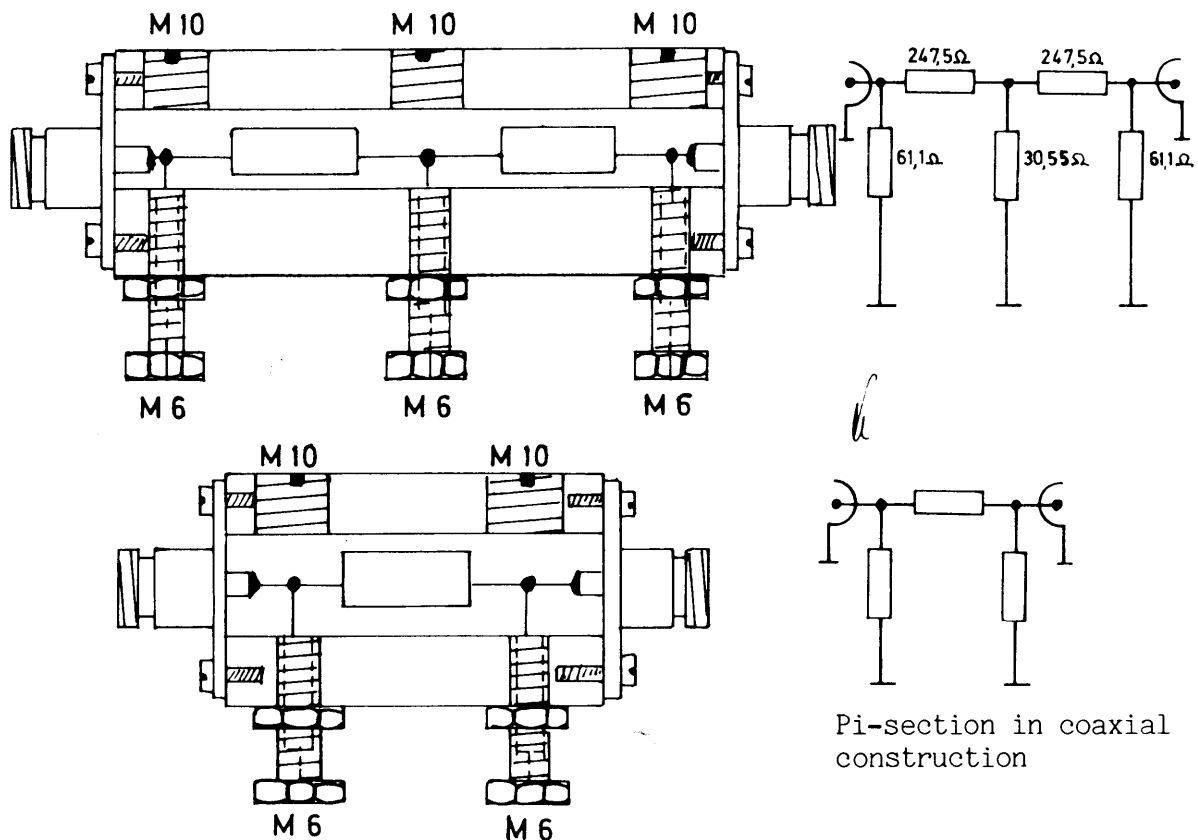 M 10 M 10 M 10
247,5Ω 247,5Ω
61,1Ω 30,55Ω 61,1Ω
M 6 M 6 M 6
M 10 M 10
Pi-section in coaxial
construction
M 6 M 6